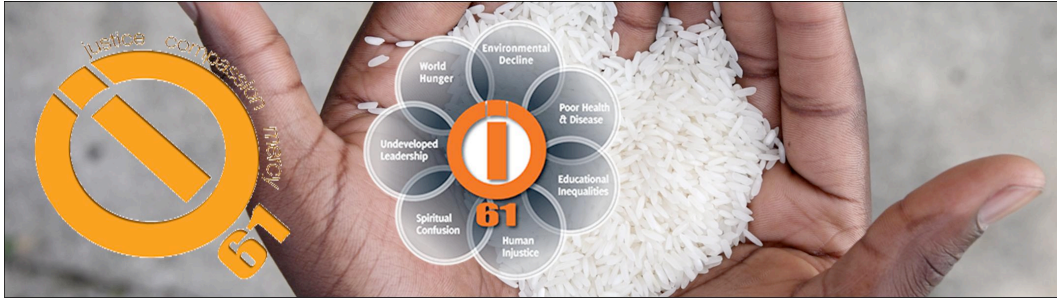 justice compassion mercy
61
World
Hunger
Environmental
Decline
Poor Health
& Disease
Undeveloped
Leadership
Educational
Inequalities
Spiritual
Confusion
Human
Injustice
61